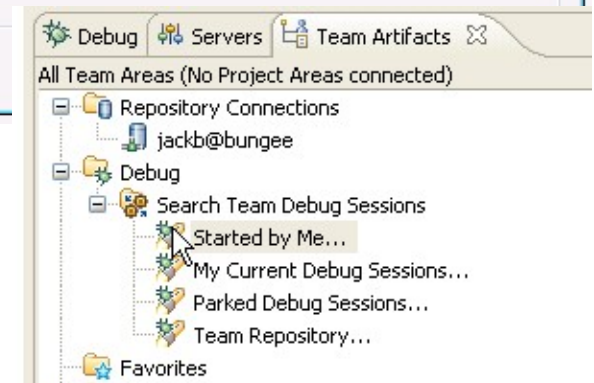 Debug Servers Team Artifacts
All Team Areas (No Project Areas connected)
Repository Connections
jackb@bungee
Debug
Search Team Debug Sessions
Started by Me...
My Current Debug Sessions...
Parked Debug Sessions...
Team Repository...
Favorites